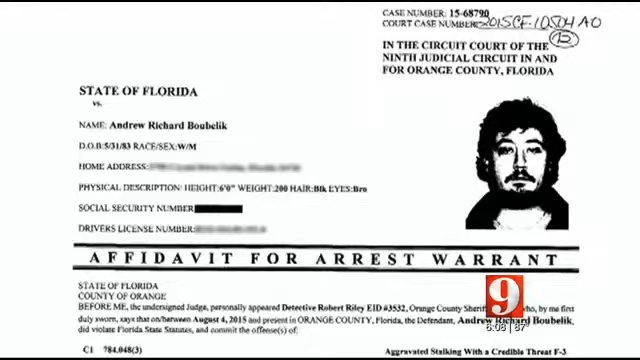 CASE NUMBER: 15-68790
COURT CASE NUMBER: 2015CF-10504 AO
12
IN THE CIRCUIT COURT OF THE
NINTH JUDICIAL CIRCUIT IN AND
FOR ORANGE COUNTY, FLORIDA
STATE OF FLORIDA
vs.
NAME: Andrew Richard Boubelik
D.O.B:5/31/83 RACE/SEX:W/M
HOME ADDRESS:
PHYSICAL DESCRIPTION: HEIGHT:6'0" WEIGHT:200 HAIR:Blk EYES:Bro
SOCIAL SECURITY NUMBER:
DRIVERS LICENSE NUMBER:
AFFIDAVIT FOR ARREST WARRANT
STATE OF FLORIDA
COUNTY OF ORANGE
BEFORE ME, the undersigned Judge, personally appeared Detective Robert Riley EID #3532, Orange County Sheriff who, by me first
duly sworn, says that on/between August 4, 2015 and present in ORANGE COUNTY, Florida, the Defendant, Andrew Richard Boubelik,
did violate Florida State Statutes, and commit the offense(s) of:
C1 784.048(3) Aggravated Stalking With a Credible Threat F-3
9
6:08 87°